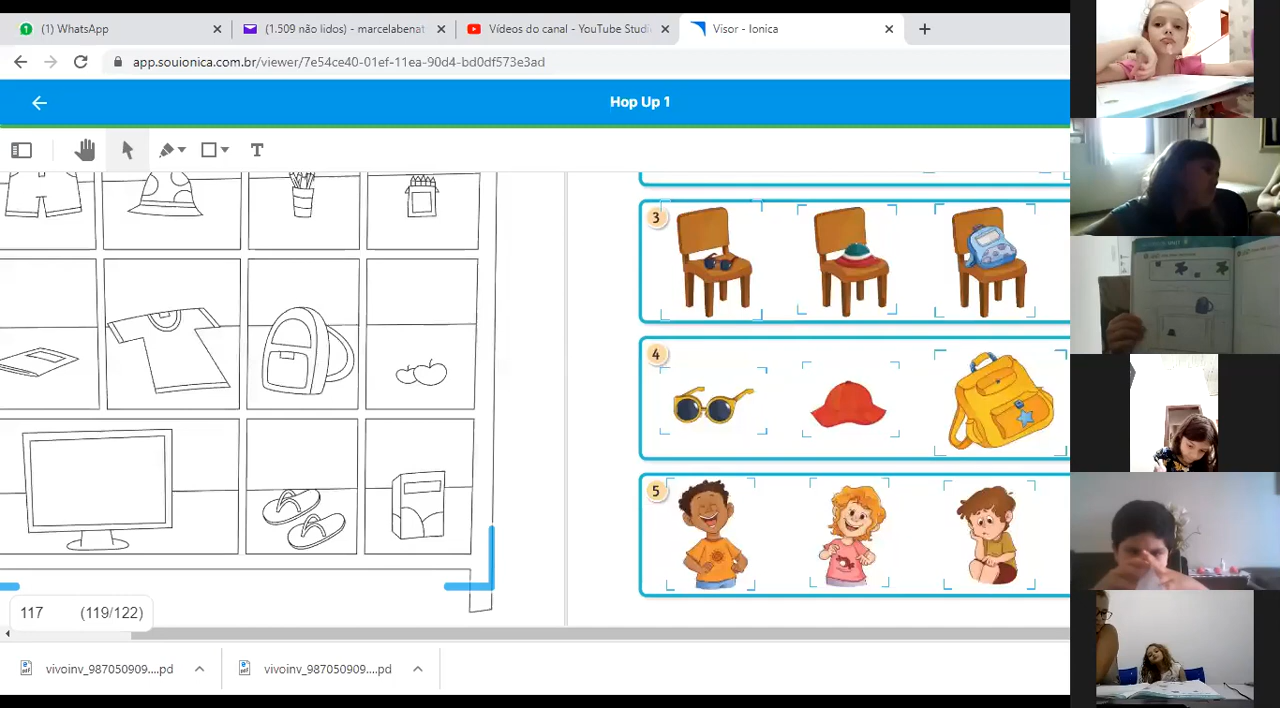 (1) WhatsApp
(1.509 não lidos) - marcelabenat
Vídeos do canal - YouTube Studi
Visor - Ionica
app.souionica.com.br/viewer/7e54ce40-01ef-11ea-90d4-bd0df573e3ad
Hop Up 1
T
3
4
5
117 (119/122)
vivoinv_987050909....pd
vivoinv_987050909....pd